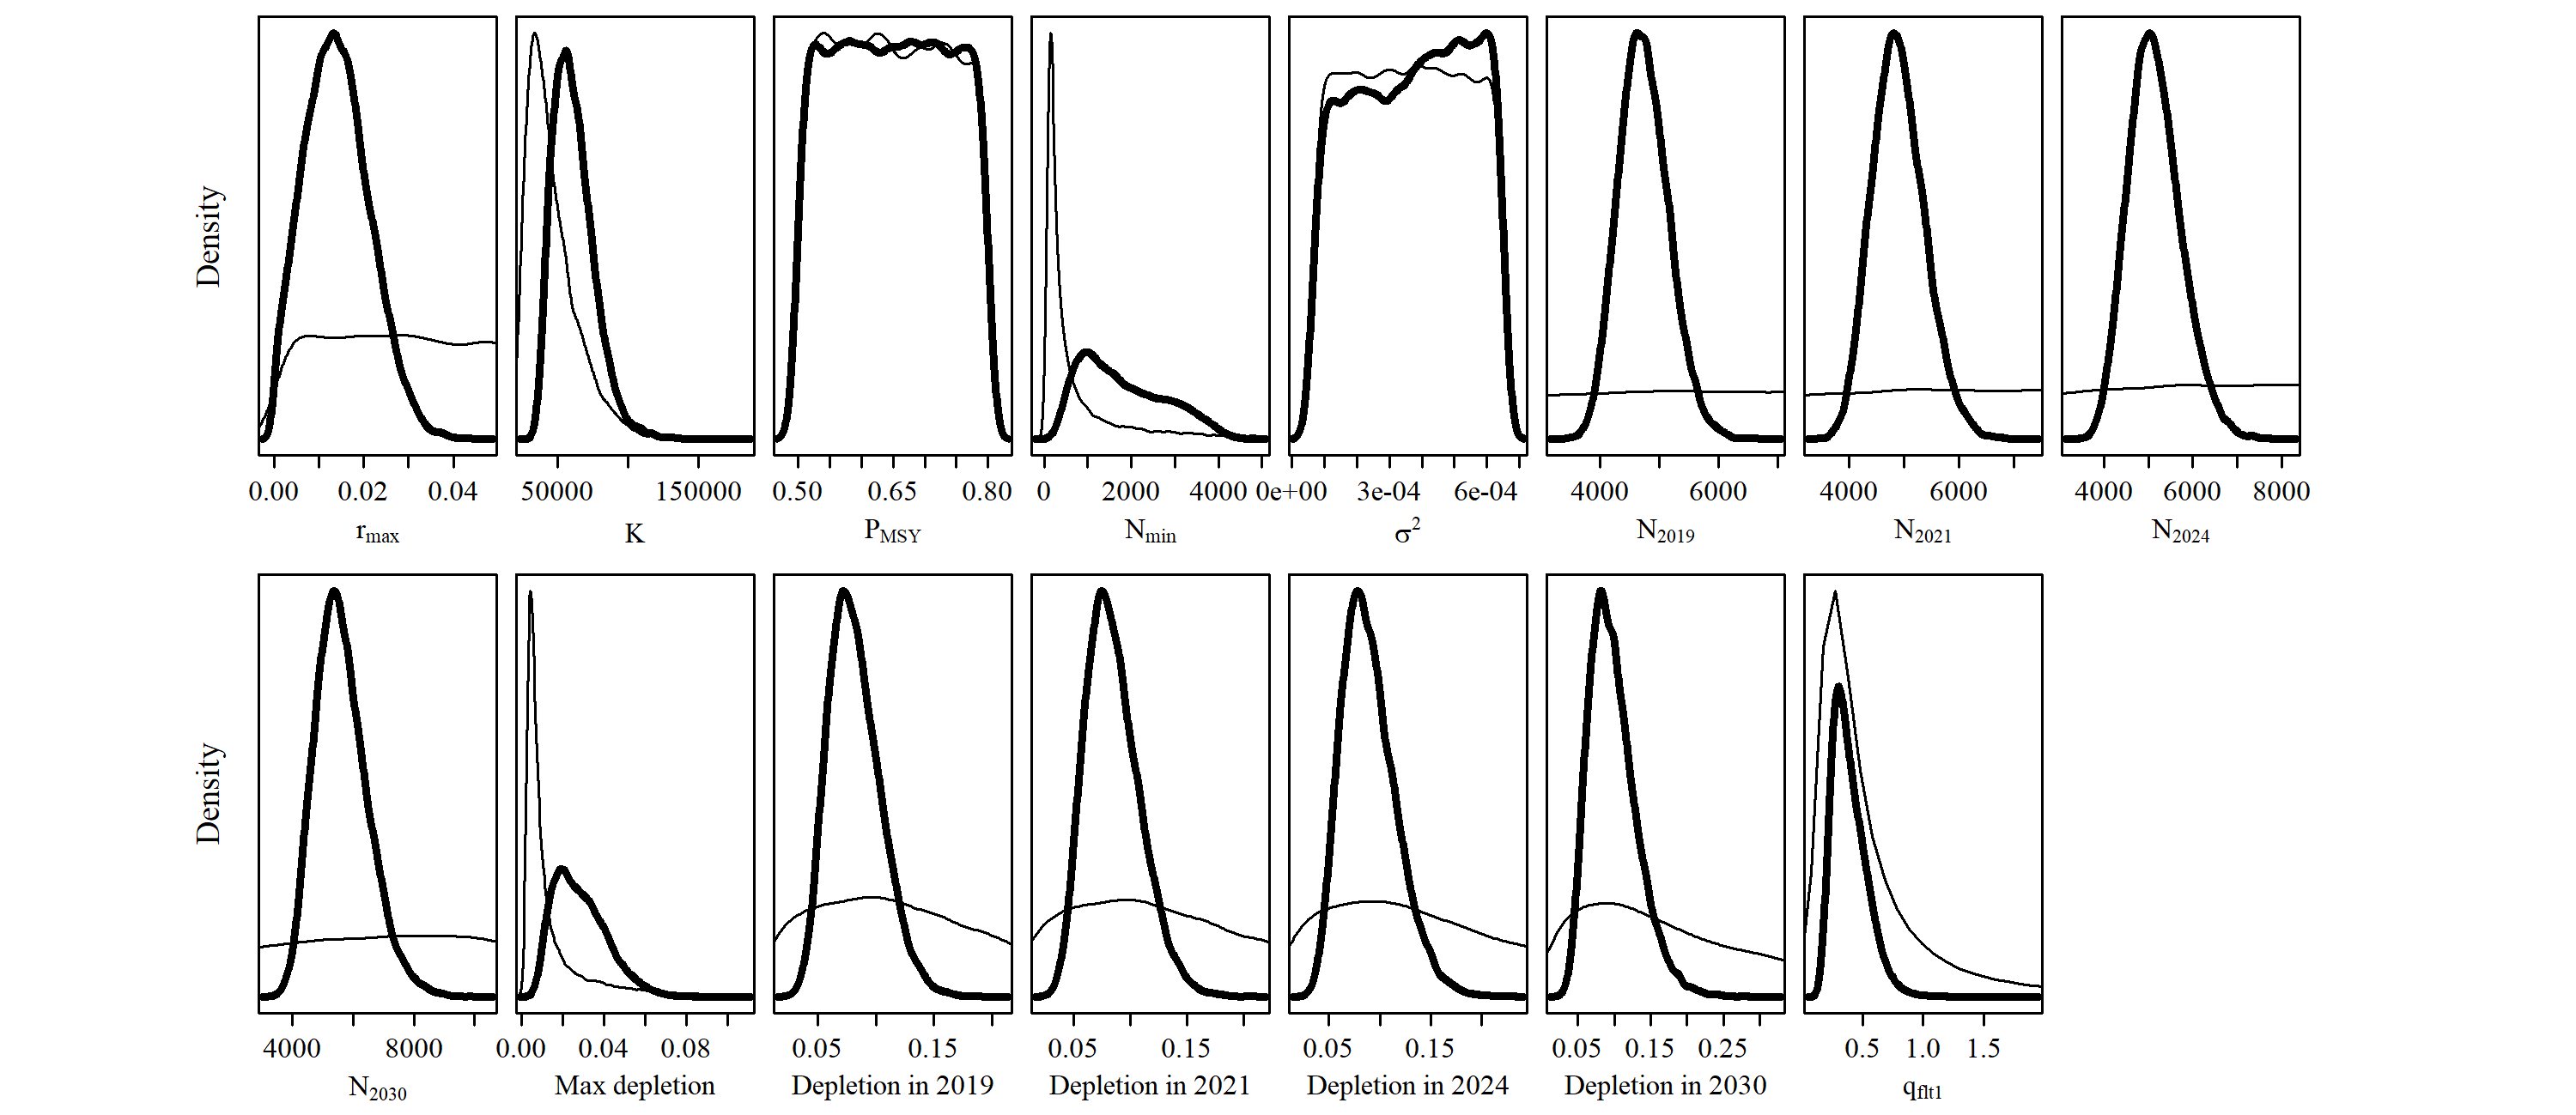 Density
0.00 0.02 0.04
r_max
50000 150000
K
0.50 0.65 0.80
P_MSY
0 2000 4000
N_min
0e+00 3e-04 6e-04
σ²
4000 6000
N_2019
4000 6000
N_2021
4000 6000 8000
N_2024
Density
4000 8000
N_2030
0.00 0.04 0.08
Max depletion
0.05 0.15
Depletion in 2019
0.05 0.15
Depletion in 2021
0.05 0.15
Depletion in 2024
0.05 0.15 0.25
Depletion in 2030
0.5 1.0 1.5
q_flt1